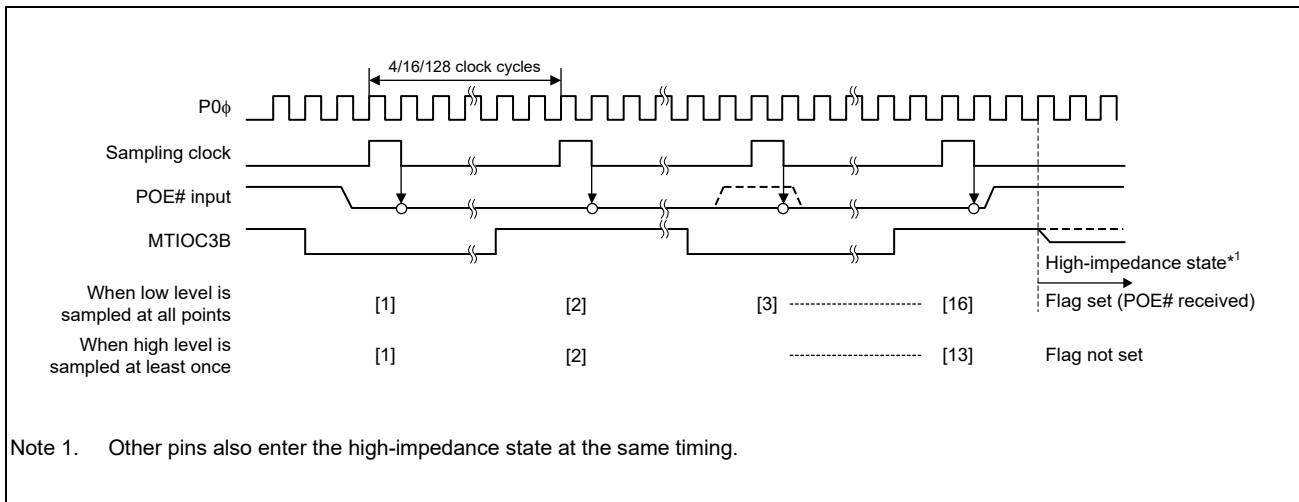 4/16/128 clock cycles
P0ϕ
Sampling clock
POE# input
MTIOC3B
High-impedance state*1
When low level is
sampled at all points
[1] [2] [3] [16] Flag set (POE# received)
When high level is
sampled at least once
[1] [2] [13] Flag not set
Note 1. Other pins also enter the high-impedance state at the same timing.